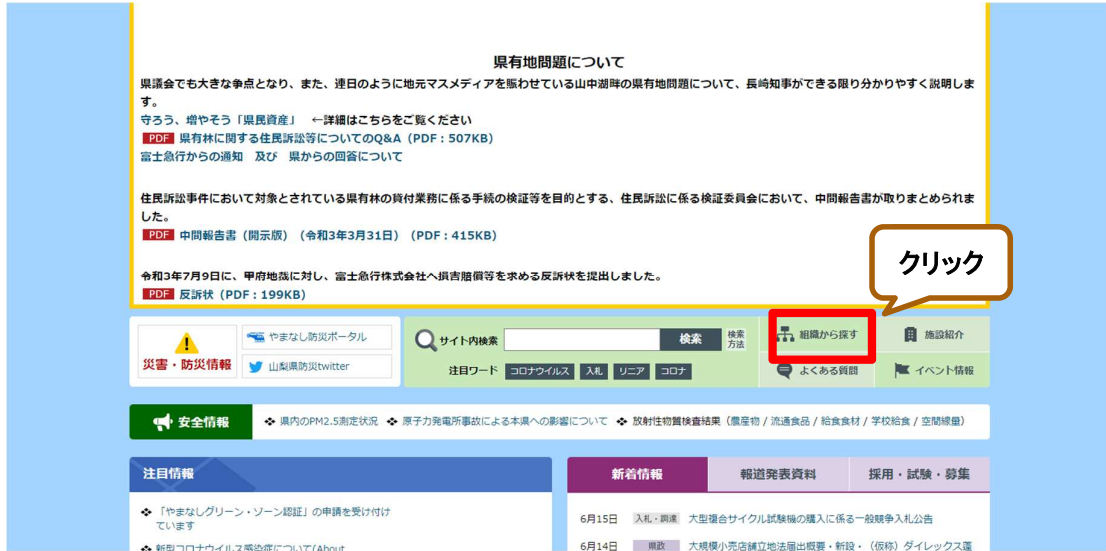 県有地問題について
県議会でも大きな争点となり、また、連日のように地元マスメディアを賑わせている山中湖畔の県有地問題について、長崎知事ができる限り分かりやすく説明しま
す。
守ろう、増やそう「県民資産」 ←詳細はこちらをご覧ください
PDF 県有林に関する住民訴訟等についてのQ&A（PDF：507KB）
富士急行からの通知 及び 県からの回答について
住民訴訟事件において対象とされている県有林の貸付業務に係る手続の検証等を目的とする、住民訴訟に係る検証委員会において、中間報告書が取りまとめられま
した。
PDF 中間報告書（開示版）（令和3年3月31日）（PDF：415KB）
クリック
令和3年7月9日に、甲府地裁に対し、富士急行株式会社へ損害賠償等を求める反訴状を提出しました。
PDF 反訴状（PDF：199KB）
災害・防災情報
やまなし防災ポータル
山梨県防災twitter
サイト内検索 検索 検索方法
注目ワード コロナウイルス 入札 リニア コロナ
組織から探す 施設紹介
よくある質問 イベント情報
安全情報 ❖ 県内のPM2.5測定状況 ❖ 原子力発電所事故による本県への影響について ❖ 放射性物質検査結果（農産物 / 流通食品 / 給食食材 / 学校給食 / 空間線量）
注目情報
❖ 「やまなしグリーン・ゾーン認証」の申請を受け付け
ています
❖ 新型コロナウイルス感染症について(About
新着情報 報道発表資料 採用・試験・募集
6月15日 入札・調達 大型複合サイクル試験機の購入に係る一般競争入札公告
6月14日 県政 大規模小売店舗立地法届出概要・新設・（仮称）ダイレックス蓮